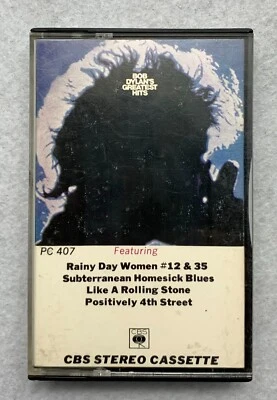 BOB
DYLAN'S
GREATEST
HITS
PC 407 Featuring
Rainy Day Women #12 & 35
Subterranean Homesick Blues
Like A Rolling Stone
Positively 4th Street
CBS
CBS STEREO CASSETTE